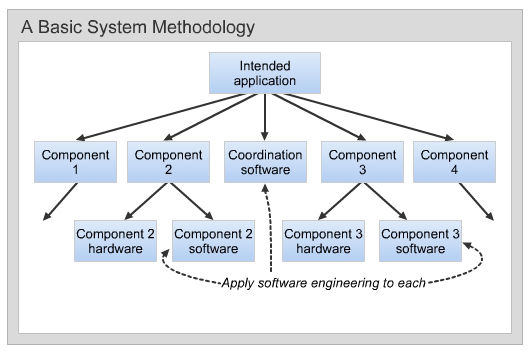 A Basic System Methodology
Intended
application
Component
1
Component
2
Coordination
software
Component
3
Component
4
Component 2
hardware
Component 2
software
Component 3
hardware
Component 3
software
Apply software engineering to each